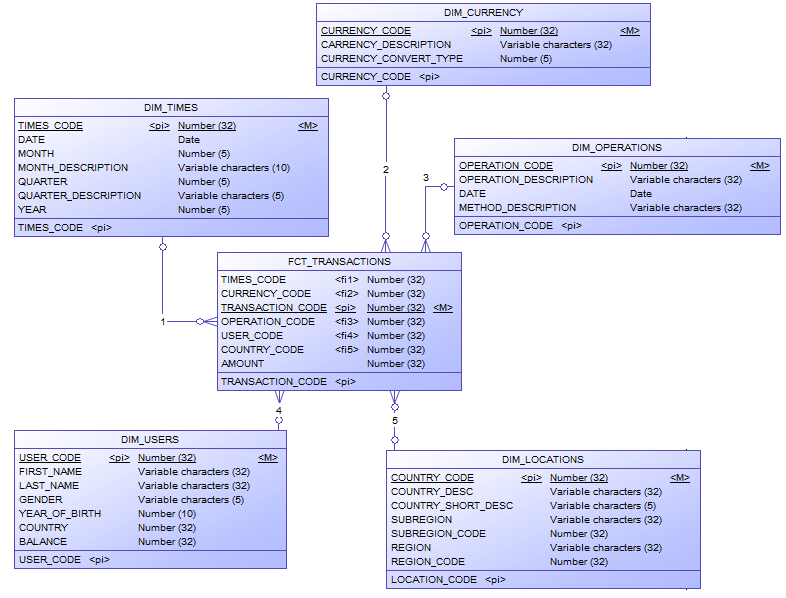 DIM_CURRENCY
CURRENCY_CODE <pi> Number (32) <M>
CARRENCY_DESCRIPTION Variable characters (32)
CURRENCY_CONVERT_TYPE Number (5)
CURRENCY_CODE <pi>
DIM_TIMES
TIMES_CODE <pi> Number (32) <M>
DATE Date
MONTH Number (5)
MONTH_DESCRIPTION Variable characters (10)
QUARTER Number (5)
QUARTER_DESCRIPTION Variable characters (5)
YEAR Number (5)
TIMES_CODE <pi>
DIM_OPERATIONS
OPERATION_CODE <pi> Number (32) <M>
OPERATION_DESCRIPTION Variable characters (32)
DATE Date
METHOD_DESCRIPTION Variable characters (32)
OPERATION_CODE <pi>
2
3
1
FCT_TRANSACTIONS
TIMES_CODE <fi1> Number (32)
CURRENCY_CODE <fi2> Number (32)
TRANSACTION_CODE <pi> Number (32) <M>
OPERATION_CODE <fi3> Number (32)
USER_CODE <fi4> Number (32)
COUNTRY_CODE <fi5> Number (32)
AMOUNT Number (32)
TRANSACTION_CODE <pi>
4
5
DIM_USERS
USER_CODE <pi> Number (32) <M>
FIRST_NAME Variable characters (32)
LAST_NAME Variable characters (32)
GENDER Variable characters (5)
YEAR_OF_BIRTH Number (10)
COUNTRY Number (32)
BALANCE Number (32)
USER_CODE <pi>
DIM_LOCATIONS
COUNTRY_CODE <pi> Number (32) <M>
COUNTRY_DESC Variable characters (32)
COUNTRY_SHORT_DESC Variable characters (5)
SUBREGION Variable characters (32)
SUBREGION_CODE Number (32)
REGION Variable characters (32)
REGION_CODE Number (32)
LOCATION_CODE <pi>